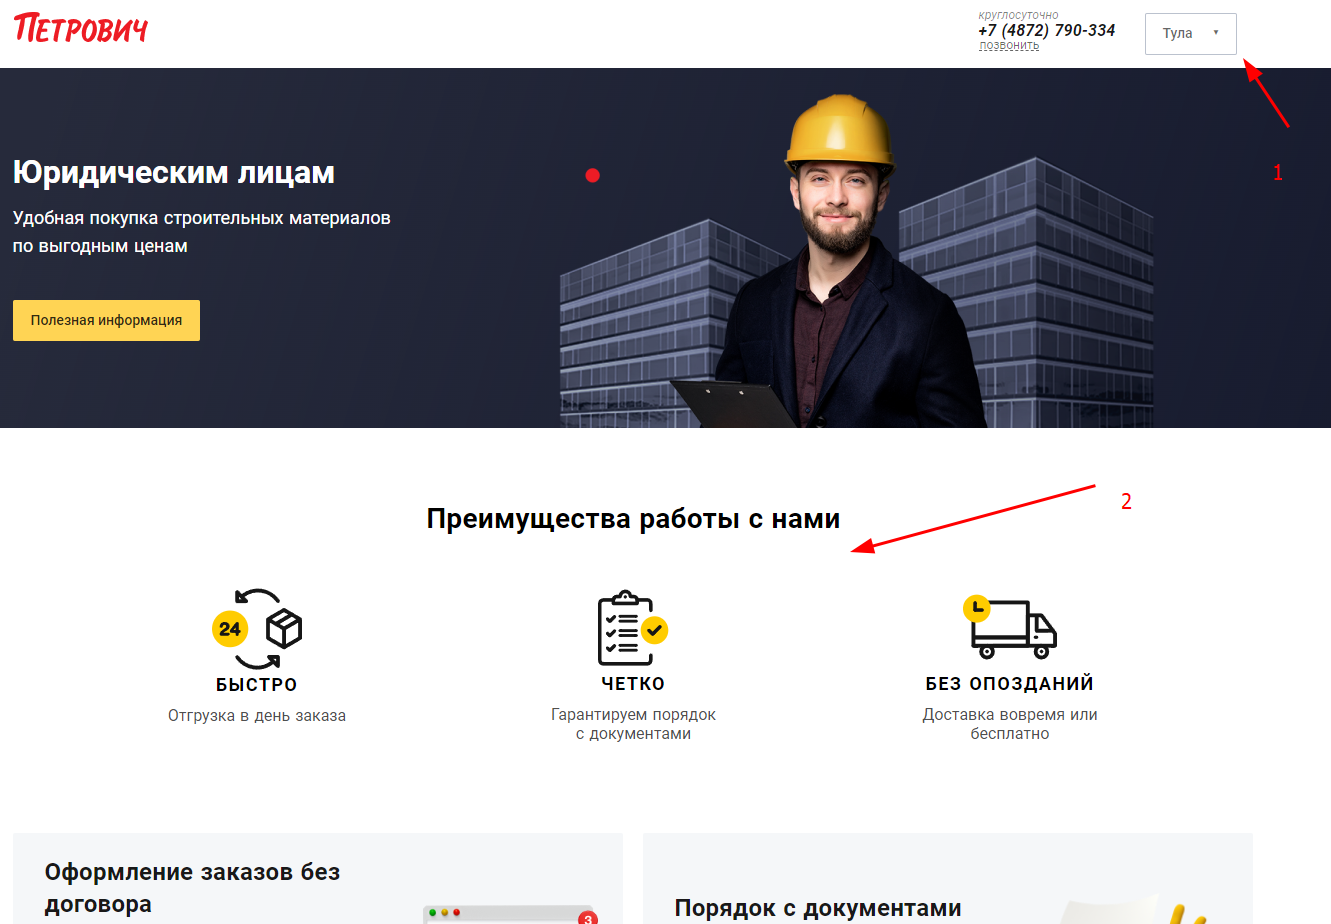 ПЕТРОВИЧ
круглосуточно
+7 (4872) 790-334
ПОЗВОНИТЬ
Тула
1
Юридическим лицам
Удобная покупка строительных материалов
по выгодным ценам
Полезная информация
2
Преимущества работы с нами
24
БЫСТРО
Отгрузка в день заказа
ЧЕТКО
Гарантируем порядок
с документами
БЕЗ ОПОЗДАНИЙ
Доставка вовремя или
бесплатно
Оформление заказов без
договора
3
Порядок с документами